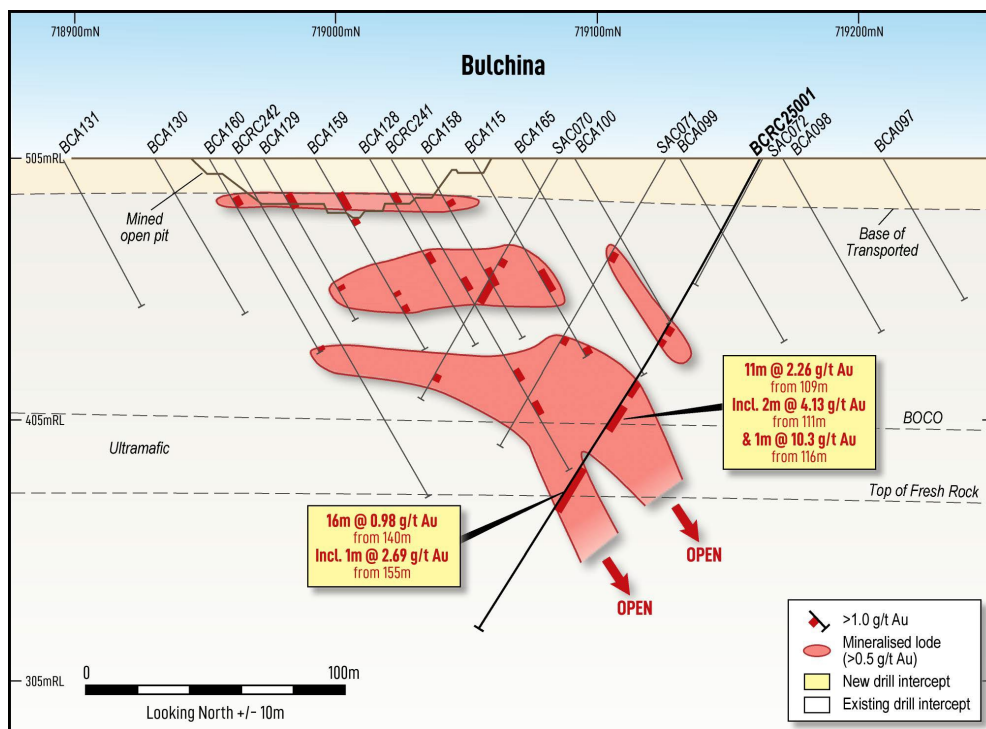 718900mN
719000mN
719100mN
719200mN
Bulchina
BCA131
BCA130
BCA160
BCRC242
BCA129
BCA159
BCA128
BCRC241
BCA158
BCA115
BCA165
SAC070
BCA100
SAC071
BCA099
BCRC25001
SAC072
BCA098
BCA097
505mRL
Mined
open pit
Base of
Transported
11m @ 2.26 g/t Au
from 109m
Incl. 2m @ 4.13 g/t Au
from 111m
& 1m @ 10.3 g/t Au
from 116m
405mRL
BOCO
Ultramafic
Top of Fresh Rock
16m @ 0.98 g/t Au
from 140m
Incl. 1m @ 2.69 g/t Au
from 155m
OPEN
OPEN
>1.0 g/t Au
Mineralised lode
(>0.5 g/t Au)
New drill intercept
Existing drill intercept
0
100m
305mRL
Looking North +/- 10m